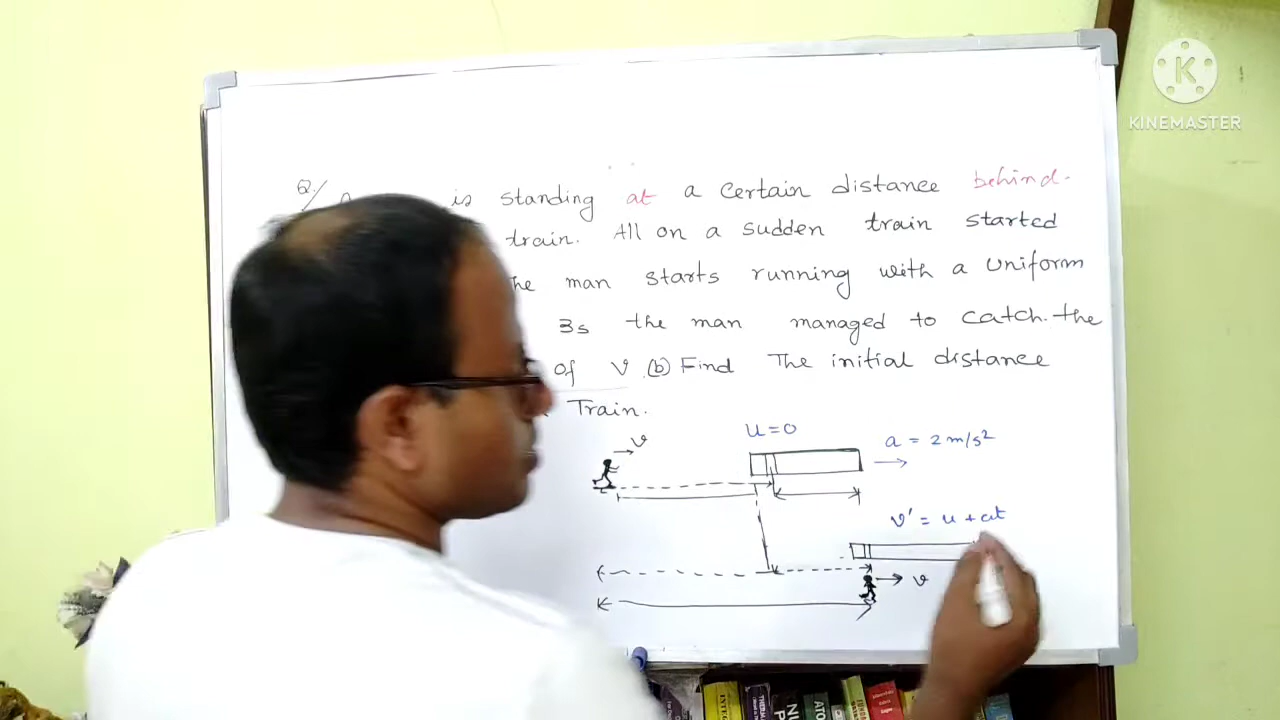 Q/ is standing at a certain distance behind.
train. All on a sudden train started
he man starts running with a uniform
3s the man managed to catch the
of v (b) Find The initial distance
Train.
v
u=0
a = 2 m/s²
v' = u + at
v
K
KINEMASTER